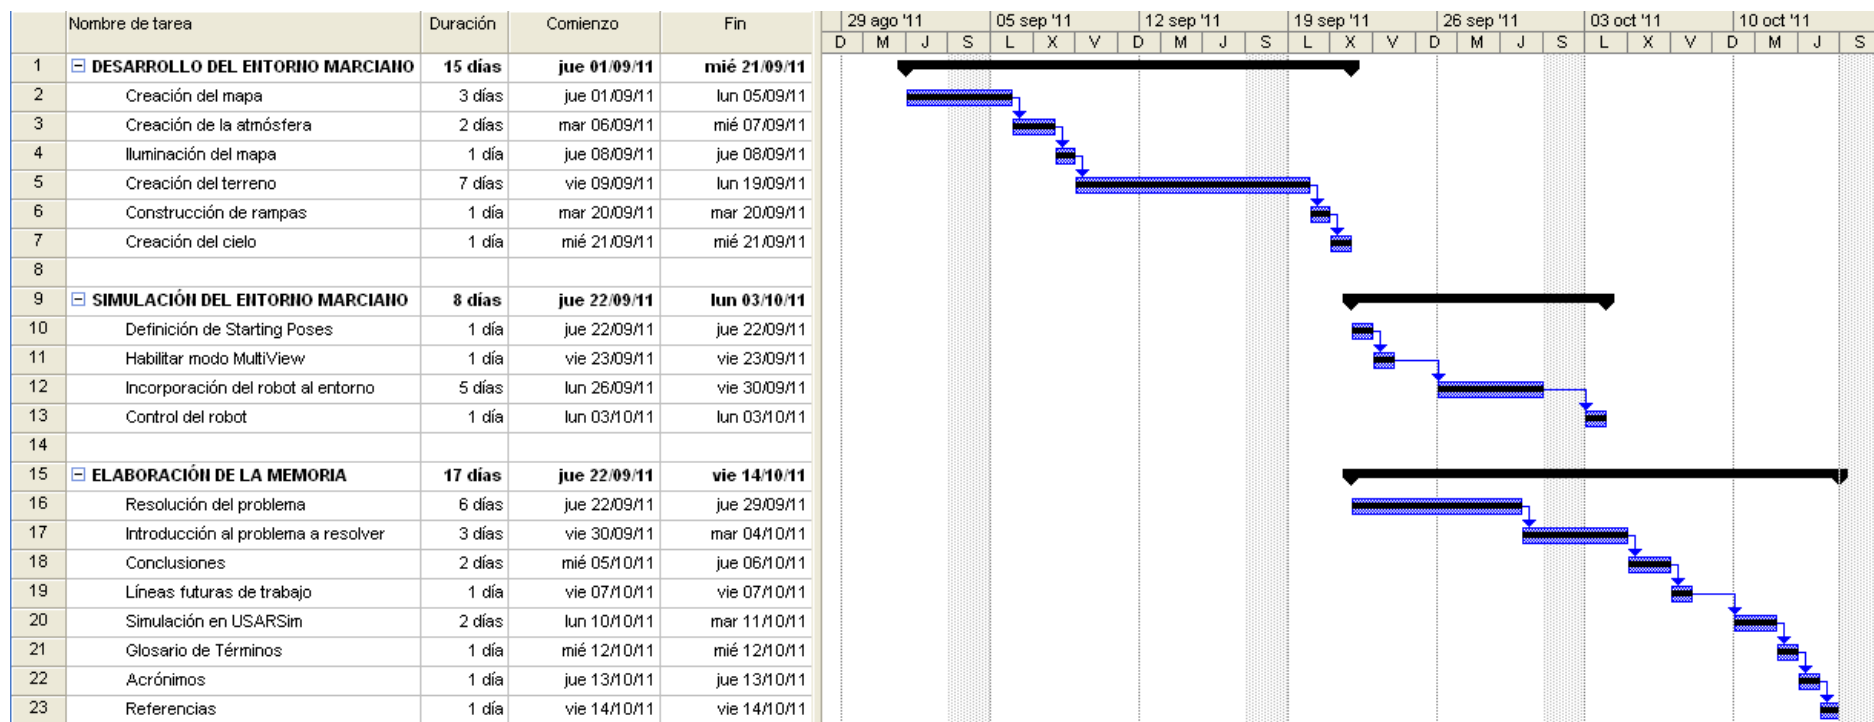 Nombre de tarea Duración Comienzo Fin 29 ago '11 05 sep '11 12 sep '11 19 sep '11 26 sep '11 03 oct '11 10 oct '11
D M J S L X V D M J S L X V D M J S L X V D M J S
1 DESARROLLO DEL ENTORNO MARCIANO 15 días jue 01/09/11 mié 21/09/11
2 Creación del mapa 3 días jue 01/09/11 lun 05/09/11
3 Creación de la atmósfera 2 días mar 06/09/11 mié 07/09/11
4 Iluminación del mapa 1 día jue 08/09/11 jue 08/09/11
5 Creación del terreno 7 días vie 09/09/11 lun 19/09/11
6 Construcción de rampas 1 día mar 20/09/11 mar 20/09/11
7 Creación del cielo 1 día mié 21/09/11 mié 21/09/11
8
9 SIMULACIÓN DEL ENTORNO MARCIANO 8 días jue 22/09/11 lun 03/10/11
10 Definición de Starting Poses 1 día jue 22/09/11 jue 22/09/11
11 Habilitar modo MultiView 1 día vie 23/09/11 vie 23/09/11
12 Incorporación del robot al entorno 5 días lun 26/09/11 vie 30/09/11
13 Control del robot 1 día lun 03/10/11 lun 03/10/11
14
15 ELABORACIÓN DE LA MEMORIA 17 días jue 22/09/11 vie 14/10/11
16 Resolución del problema 6 días jue 22/09/11 jue 29/09/11
17 Introducción al problema a resolver 3 días vie 30/09/11 mar 04/10/11
18 Conclusiones 2 días mié 05/10/11 jue 06/10/11
19 Líneas futuras de trabajo 1 día vie 07/10/11 vie 07/10/11
20 Simulación en USARSim 2 días lun 10/10/11 mar 11/10/11
21 Glosario de Términos 1 día mié 12/10/11 mié 12/10/11
22 Acrónimos 1 día jue 13/10/11 jue 13/10/11
23 Referencias 1 día vie 14/10/11 vie 14/10/11